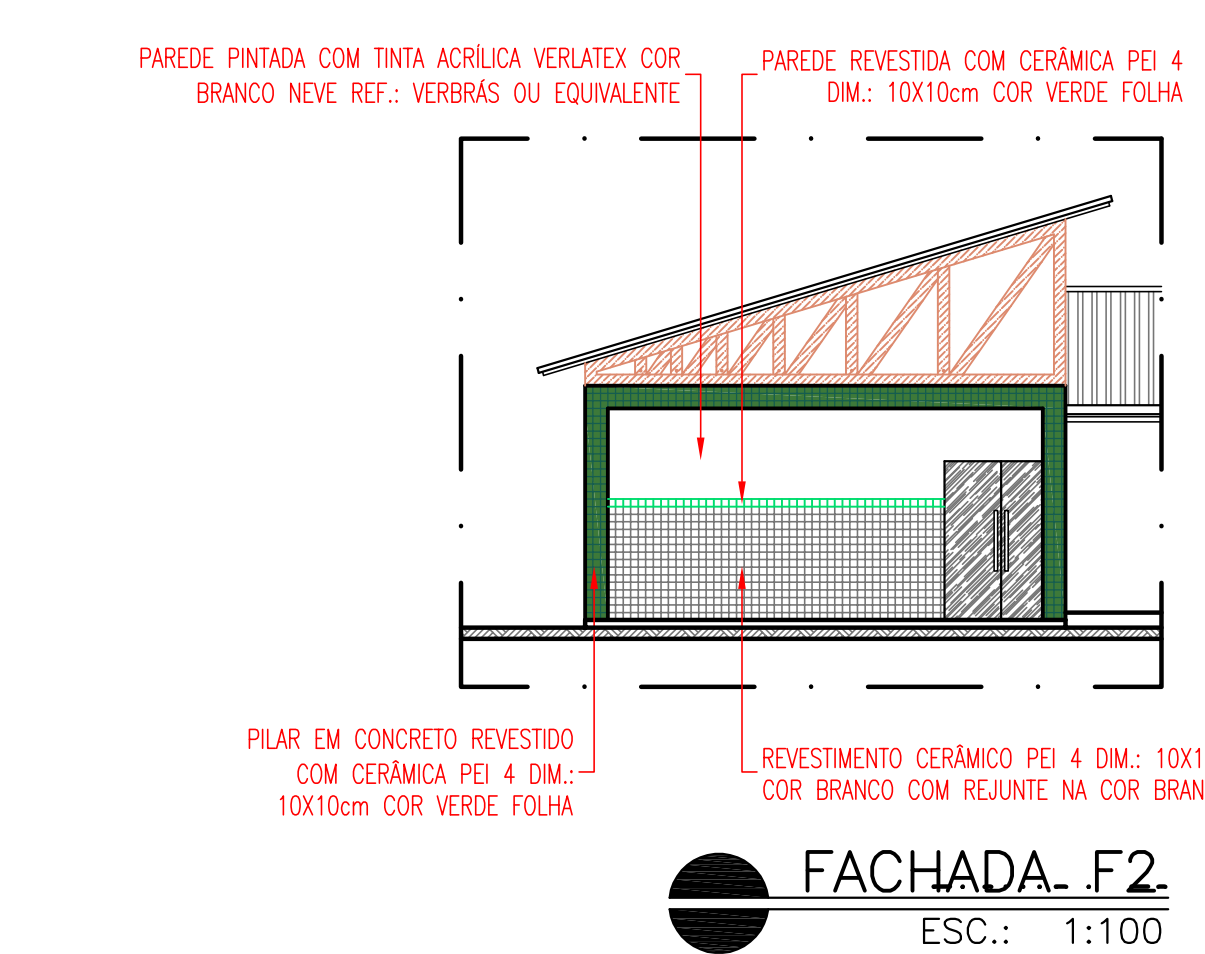 PAREDE PINTADA COM TINTA ACRÍLICA VERLATEX COR
BRANCO NEVE REF.: VERBRÁS OU EQUIVALENTE
PAREDE REVESTIDA COM CERÂMICA PEI 4
DIM.: 10X10cm COR VERDE FOLHA
PILAR EM CONCRETO REVESTIDO
COM CERÂMICA PEI 4 DIM.:
10X10cm COR VERDE FOLHA
REVESTIMENTO CERÂMICO PEI 4 DIM.: 10X1
COR BRANCO COM REJUNTE NA COR BRAN
FACHADA F2
ESC.: 1:100